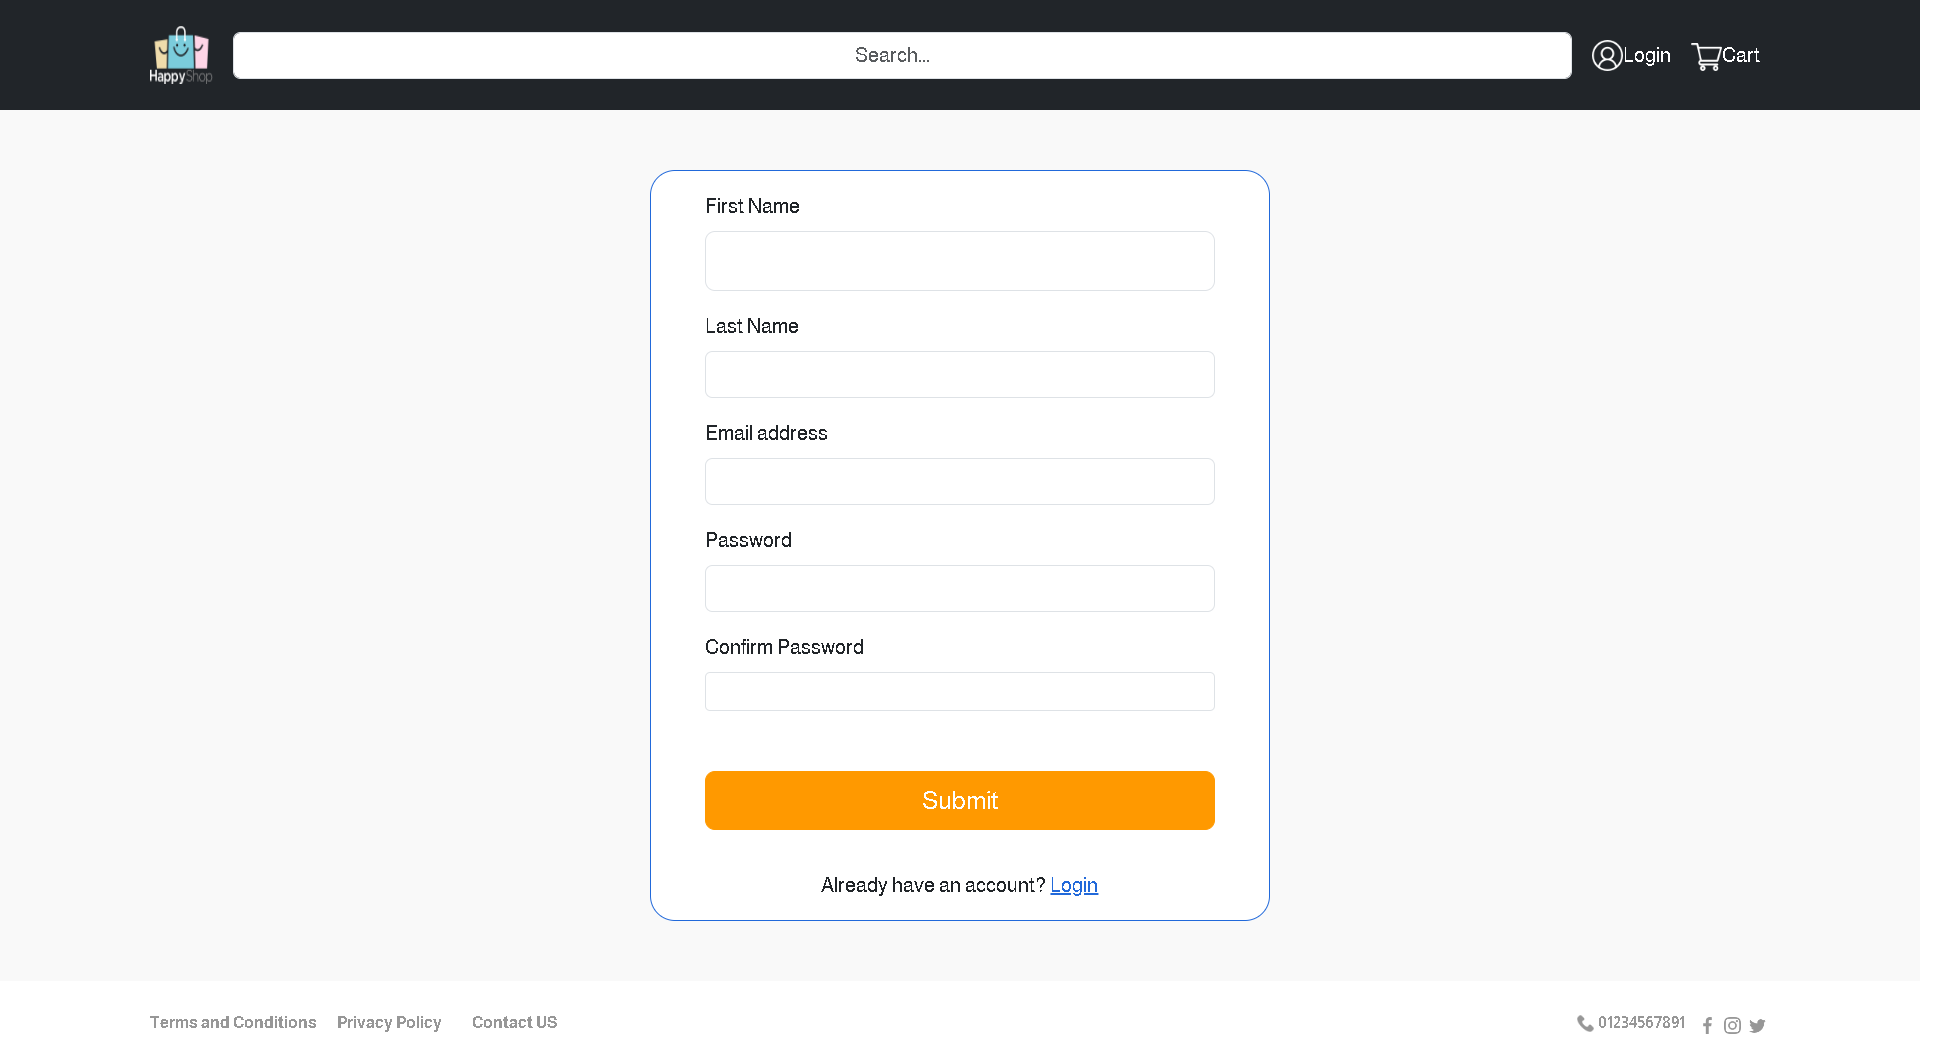 HappyShop
Search...
Login
Cart
First Name
Last Name
Email address
Password
Confirm Password
Submit
Already have an account? Login
Terms and Conditions Privacy Policy Contact US
01234567891